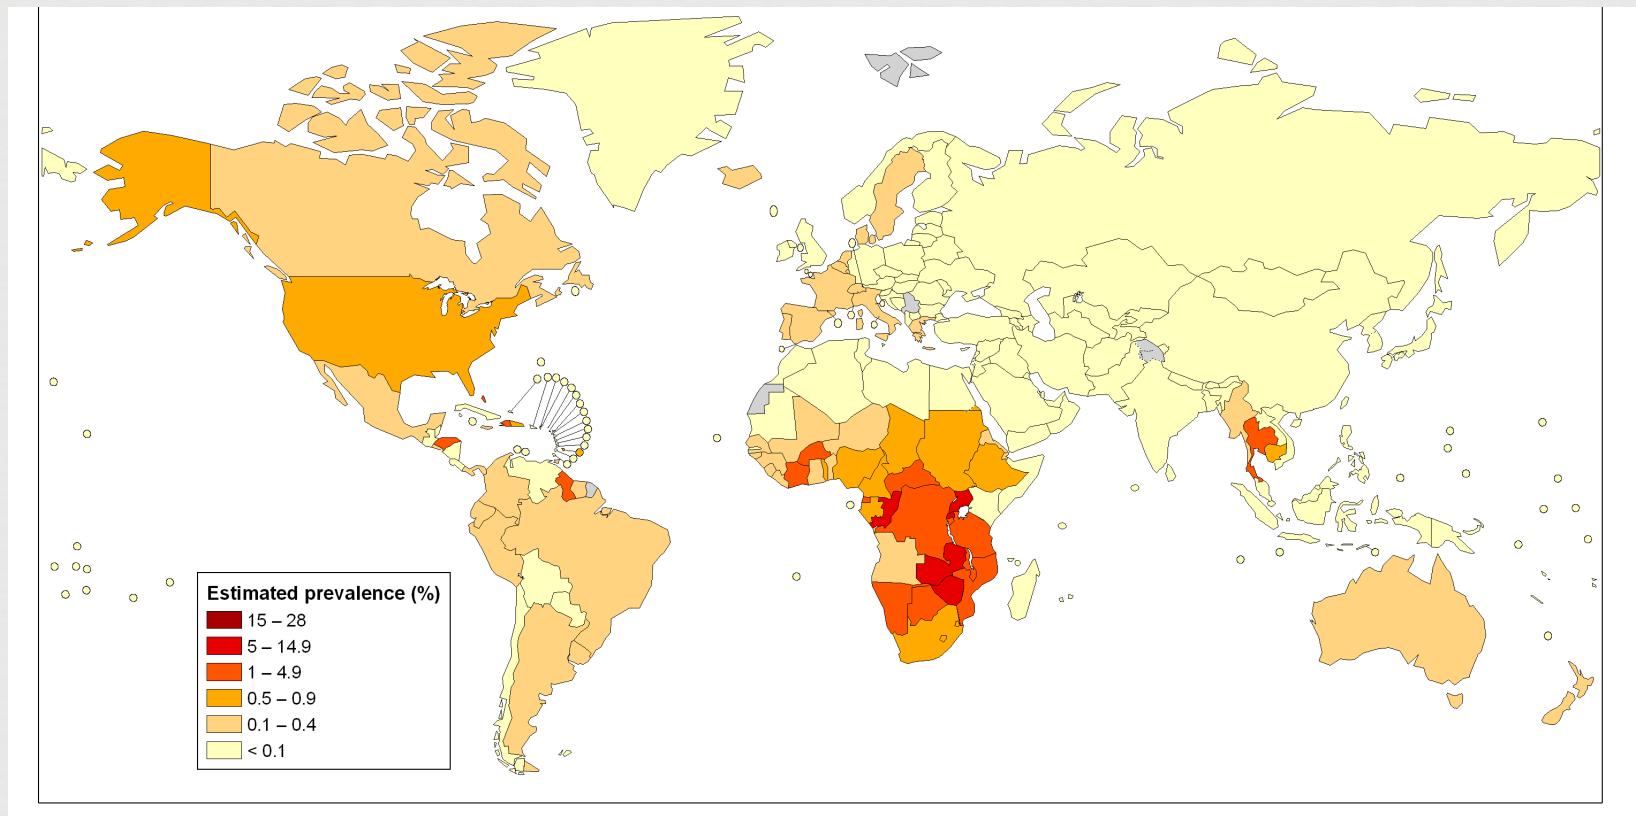 Estimated prevalence (%)
15 – 28
5 – 14.9
1 – 4.9
0.5 – 0.9
0.1 – 0.4
< 0.1